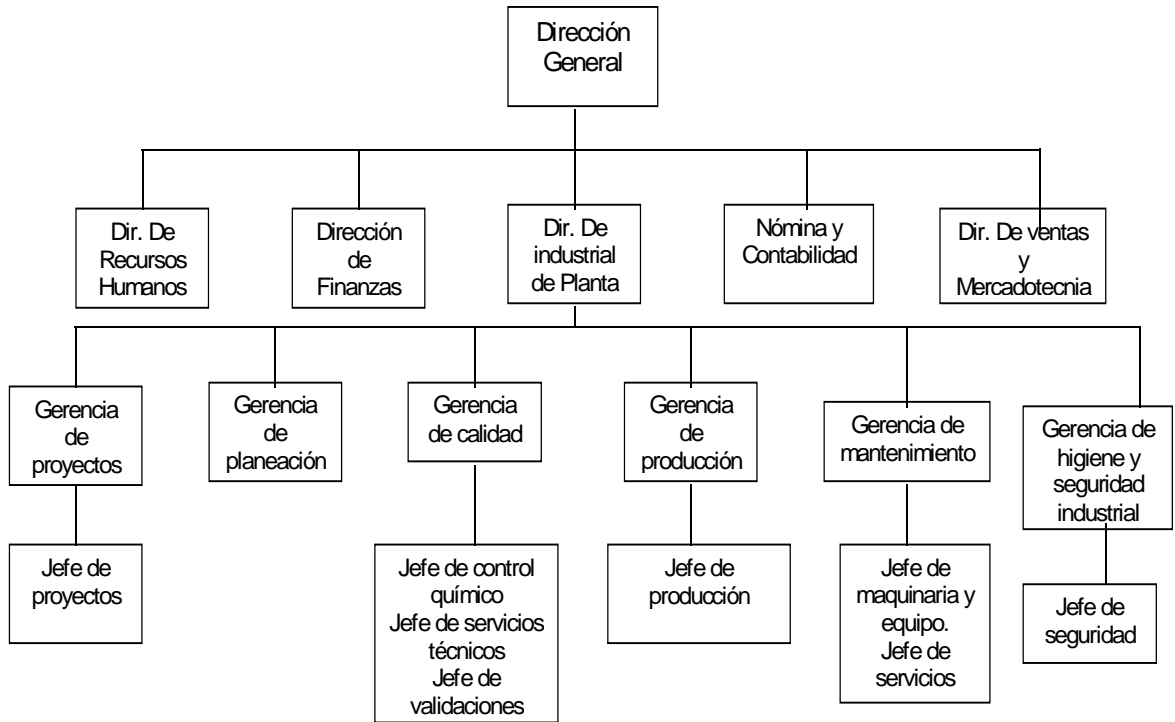 Dirección
General
Dir. De
Recursos
Humanos
Dirección
de
Finanzas
Dir. De
industrial
de Planta
Nómina y
Contabilidad
Dir. De ventas
y
Mercadotecnia
Gerencia
de
proyectos
Gerencia
de
planeación
Gerencia
de calidad
Gerencia
de
producción
Gerencia de
mantenimiento
Gerencia de
higiene y
seguridad
industrial
Jefe de
proyectos
Jefe de control
químico
Jefe de servicios
técnicos
Jefe de
validaciones
Jefe de
producción
Jefe de
maquinaria y
equipo.
Jefe de
servicios
Jefe de
seguridad